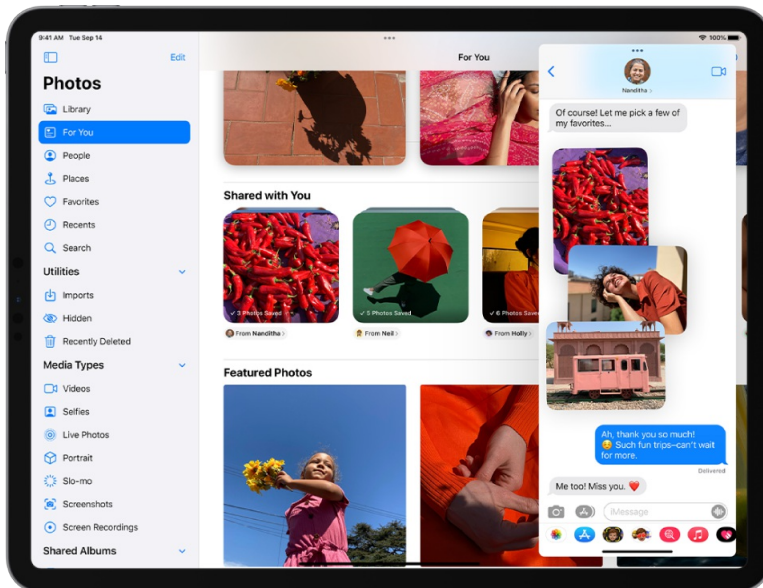 9:41 AM Tue Sep 14
100%
Edit
Photos
Library
For You
People
Places
Favorites
Recents
Search
Utilities
Imports
Hidden
Recently Deleted
Media Types
Videos
Selfies
Live Photos
Portrait
Slo-mo
Screenshots
Screen Recordings
Shared Albums
For You
Shared with You
3 Photos Saved
5 Photos Saved
6 Photos Saved
From Nanditha
From Neil
From Holly
Featured Photos
Nanditha
Of course! Let me pick a few of
my favorites...
Ah, thank you so much!
😊 Such fun trips–can't wait
for more.
Delivered
Me too! Miss you. ❤️
iMessage